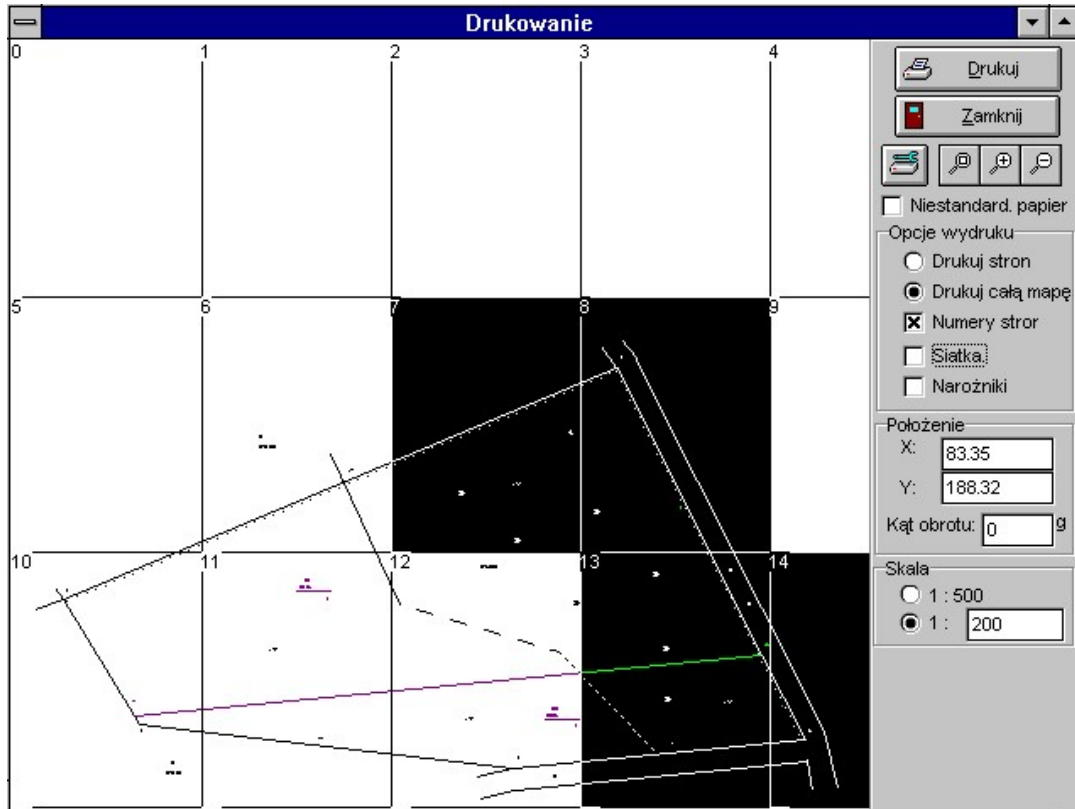 Drukowanie
0 1 2 3 4
5 6 7 8 9
10 11 12 13 14
Drukuj
Zamknij
Niestandard. papier
Opcje wydruku
Drukuj stron
Drukuj całą mapę
Numery stror
Siatka.
Narożniki
Położenie
X: 83.35
Y: 188.32
Kąt obrotu: 0 g
Skala
1 : 500
1 : 200